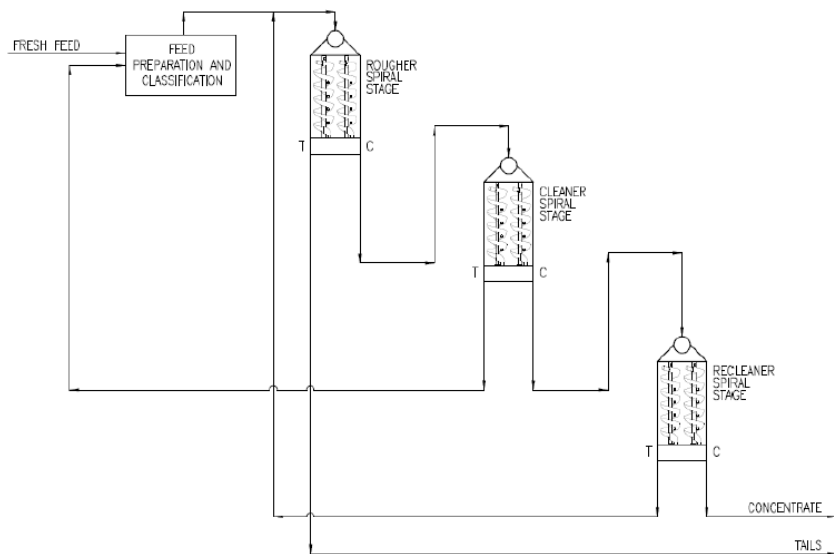 FRESH FEED
FEED
PREPARATION AND
CLASSIFICATION
ROUGHER
SPIRAL
STAGE
T
C
CLEANER
SPIRAL
STAGE
T
C
RECLEANER
SPIRAL
STAGE
T
C
CONCENTRATE
TAILS